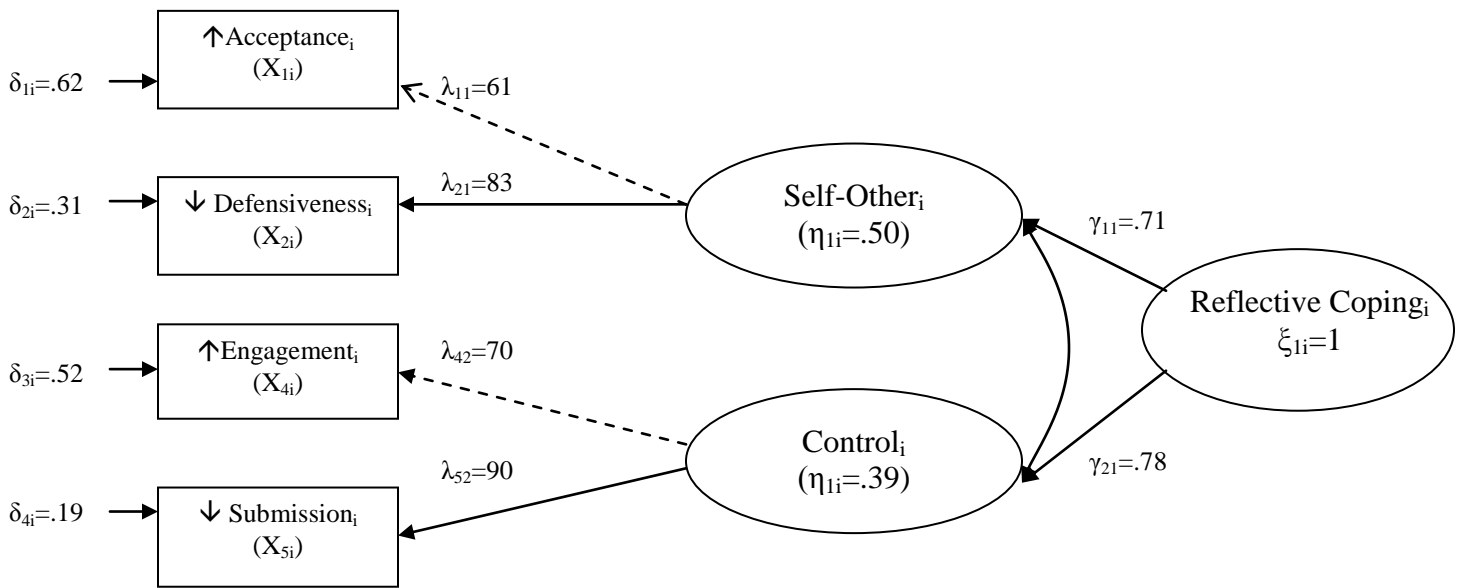 ↑Acceptanceᵢ
(X₁ᵢ)
δ₁ᵢ=.62
λ₁₁=61
↓ Defensivenessᵢ
(X₂ᵢ)
δ₂ᵢ=.31
λ₂₁=83
Self-Otherᵢ
(η₁ᵢ=.50)
γ₁₁=.71
Reflective Copingᵢ
ξ₁ᵢ=1
↑Engagementᵢ
(X₄ᵢ)
δ₃ᵢ=.52
λ₄₂=70
Controlᵢ
(η₁ᵢ=.39)
γ₂₁=.78
λ₅₂=90
↓ Submissionᵢ
(X₅ᵢ)
δ₄ᵢ=.19